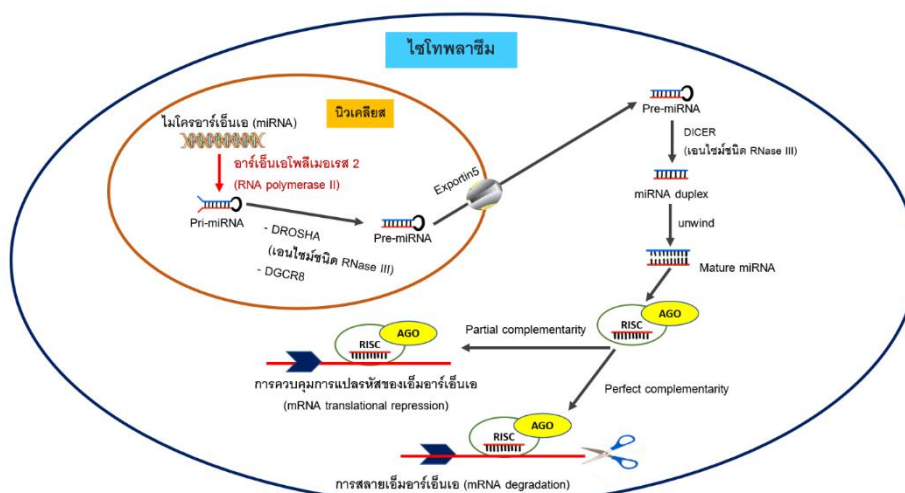 ไซโทพลาซึม
นิวเคลียส
ไมโครอาร์เอ็นเอ (miRNA)
อาร์เอ็นเอโพลีเมอเรส 2
(RNA polymerase II)
Pri-miRNA
- DROSHA
(เอนไซม์ชนิด RNase III)
- DGCR8
Pre-miRNA
Exportin5
Pre-miRNA
DICER
(เอนไซม์ชนิด RNase III)
miRNA duplex
unwind
Mature miRNA
AGO
RISC
Partial complementarity
AGO
RISC
การควบคุมการแปลรหัสของเอ็มอาร์เอ็นเอ
(mRNA translational repression)
Perfect complementarity
AGO
RISC
การสลายเอ็มอาร์เอ็นเอ (mRNA degradation)